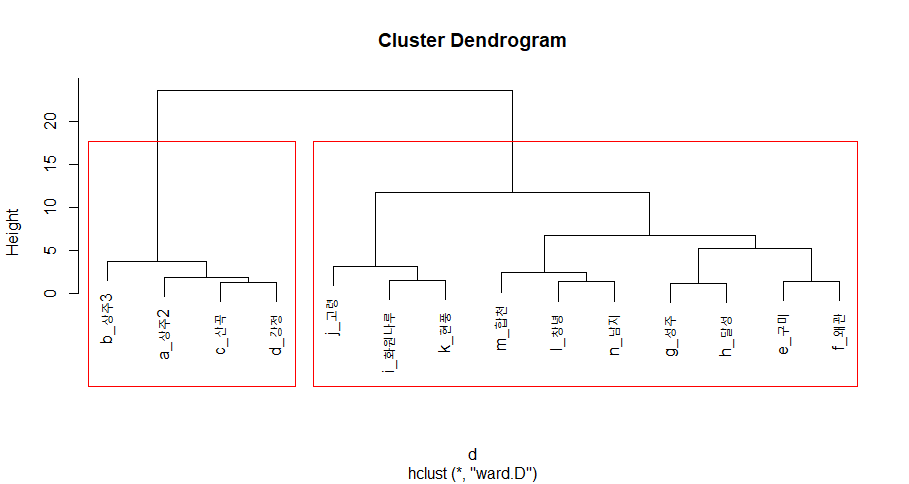 Cluster Dendrogram
Height
0
5
10
15
20
b_상주3
a_상주2
c_산곡
d_강정
j_고령
i_화원나루
k_현풍
m_합천
l_창녕
n_남지
g_성주
h_달성
e_구미
f_왜관
d
hclust (*, "ward.D")